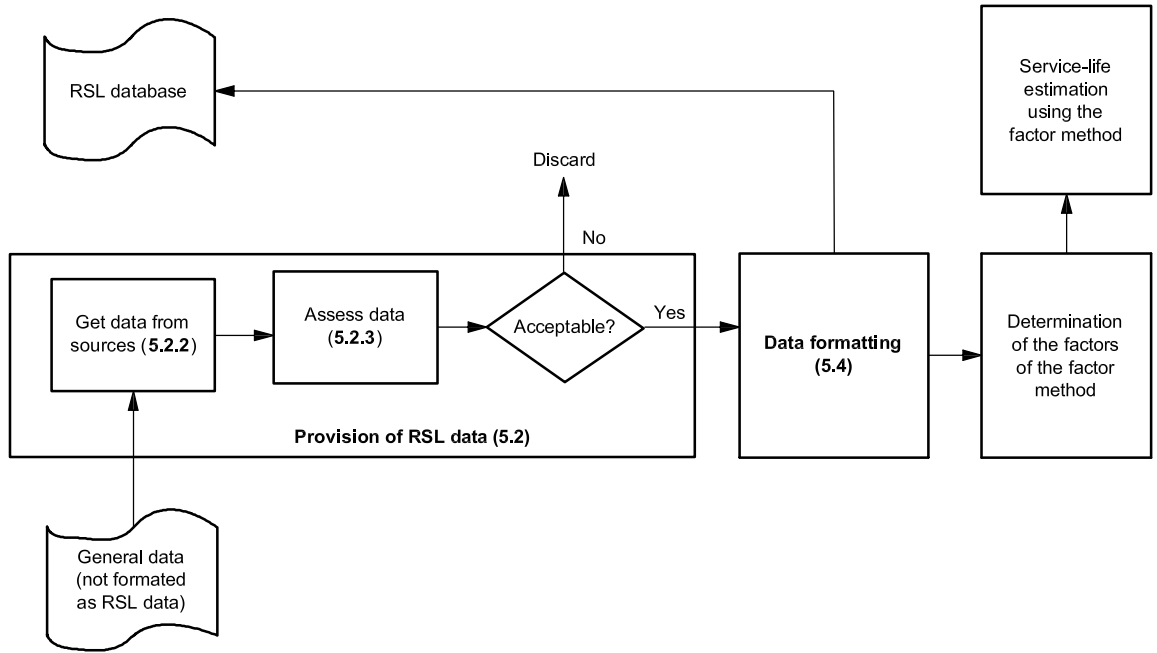 RSL database
Service-life
estimation
using the
factor method
Discard
No
Get data from
sources (5.2.2)
Assess data
(5.2.3)
Acceptable?
Yes
Data formatting
(5.4)
Determination
of the factors
of the factor
method
Provision of RSL data (5.2)
General data
(not formated
as RSL data)